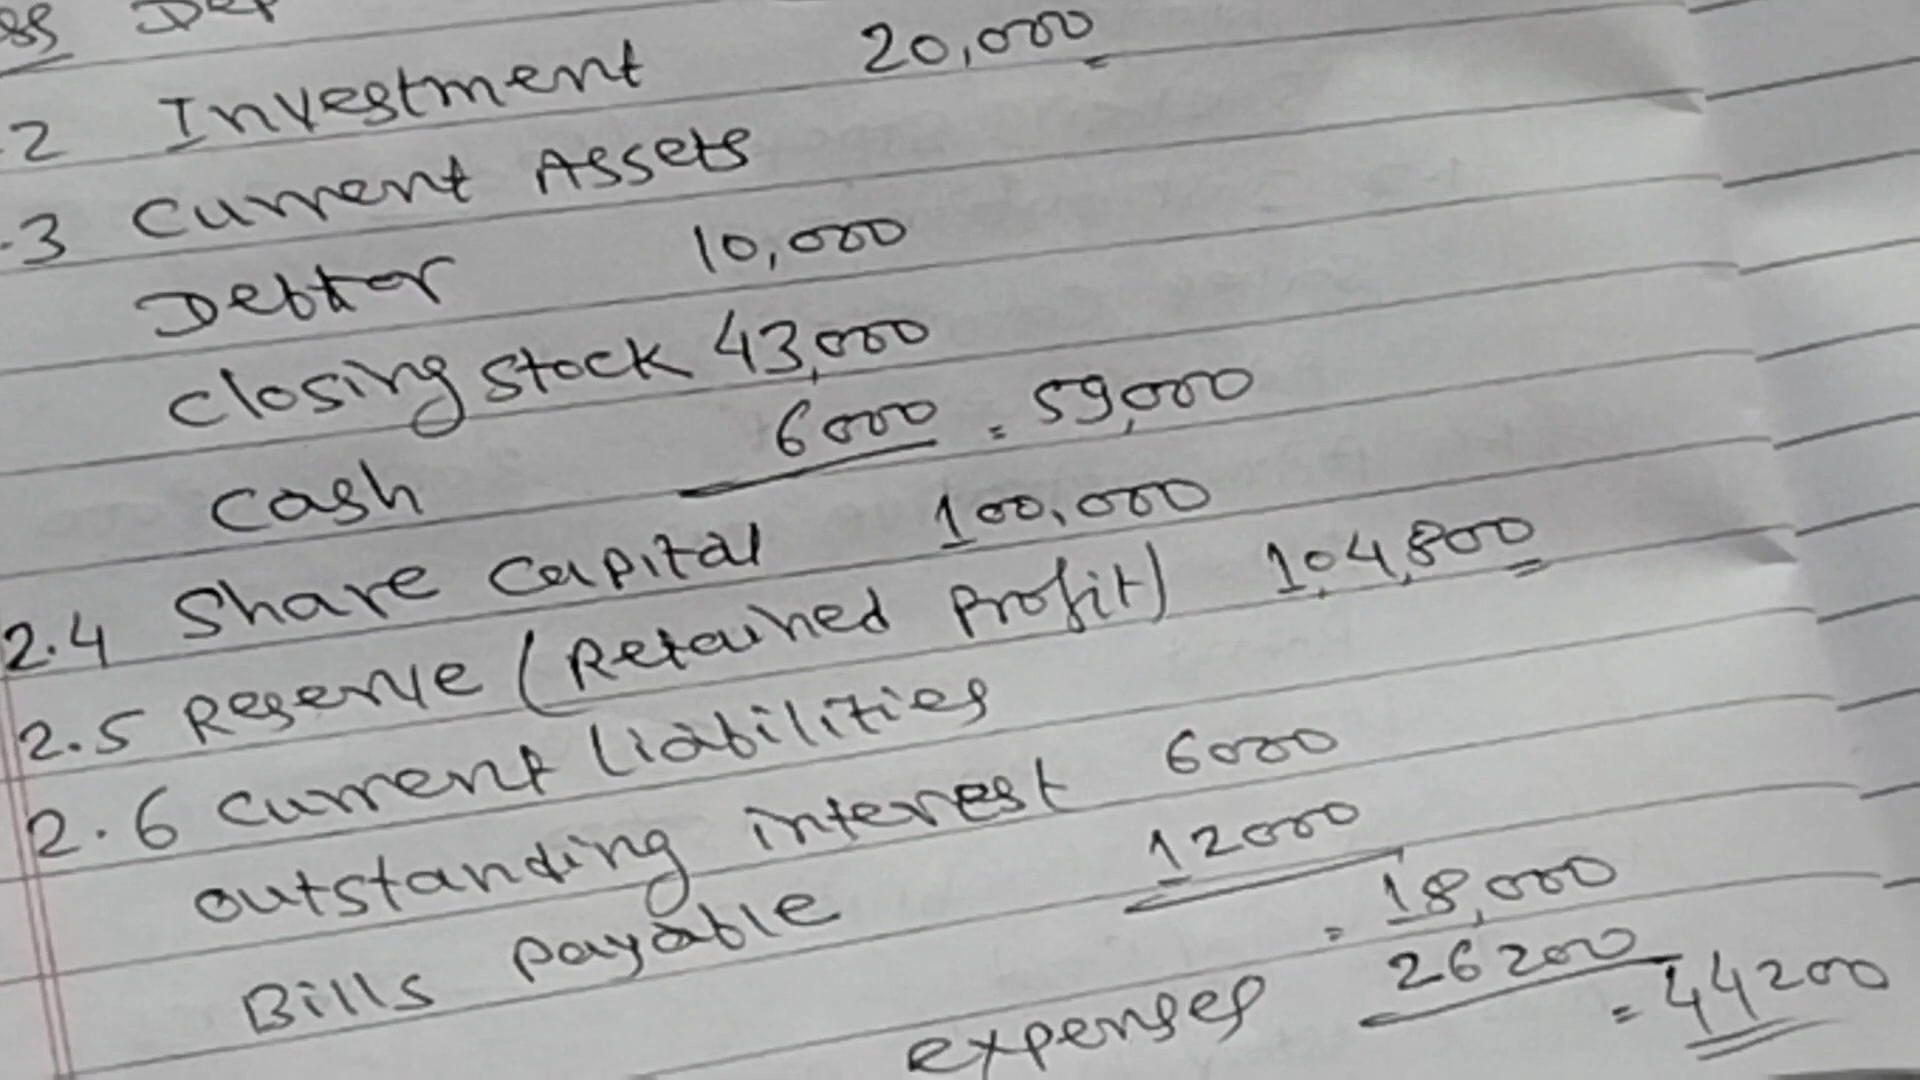 2 Investment 20,000
.3 Current Assets
Debtor 10,000
closing stock 43,000
cash 6000 = 59,000
2.4 Share capital 100,000
2.5 Reserve (Retained Profit) 1,04,800
2.6 Current Liabilities
outstanding interest 6000
Bills payable 12000
= 18,000
expenses 26200
= 44200